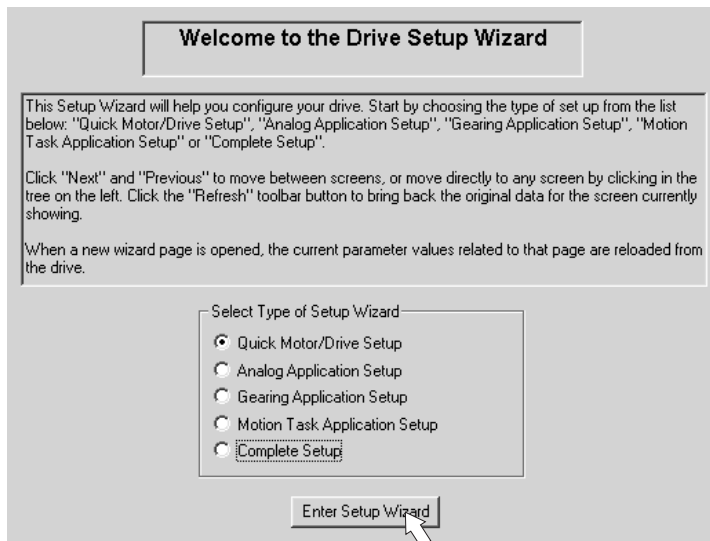 Welcome to the Drive Setup Wizard
This Setup Wizard will help you configure your drive. Start by choosing the type of set up from the list
below: "Quick Motor/Drive Setup", "Analog Application Setup", "Gearing Application Setup", "Motion
Task Application Setup" or "Complete Setup".
Click "Next" and "Previous" to move between screens, or move directly to any screen by clicking in the
tree on the left. Click the "Refresh" toolbar button to bring back the original data for the screen currently
showing.
When a new wizard page is opened, the current parameter values related to that page are reloaded from
the drive.
Select Type of Setup Wizard
Quick Motor/Drive Setup
Analog Application Setup
Gearing Application Setup
Motion Task Application Setup
Complete Setup
Enter Setup Wizard